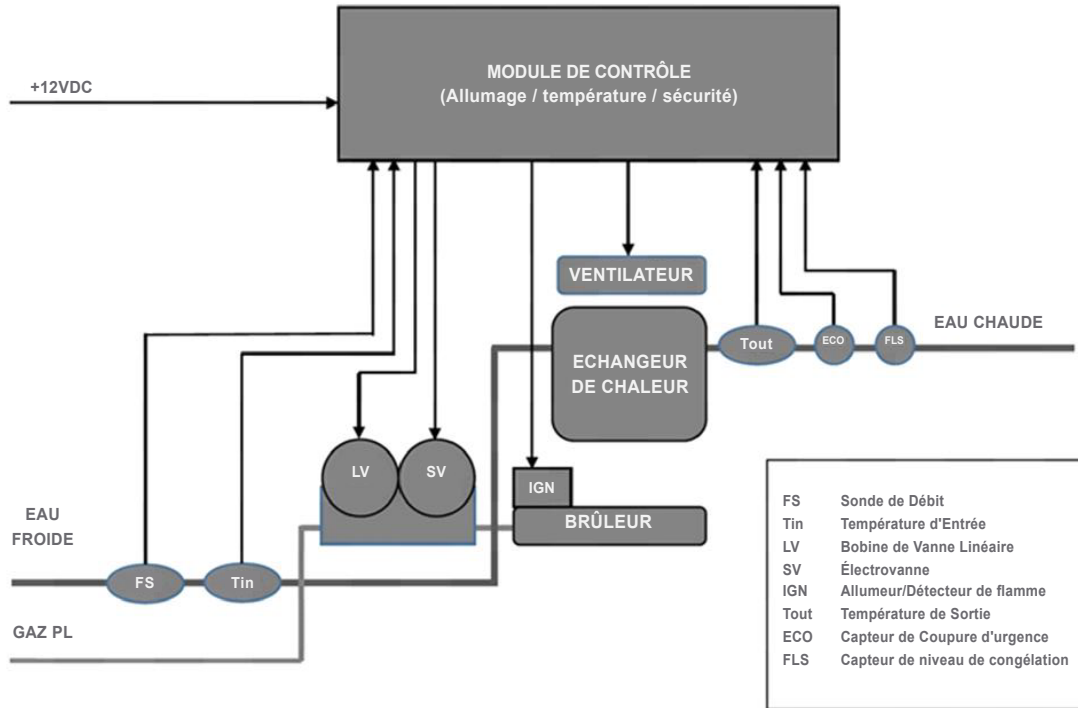 MODULE DE CONTRÔLE
(Allumage / température / sécurité)
+12VDC
VENTILATEUR
EAU CHAUDE
Tout
ECO
FLS
ECHANGEUR
DE CHALEUR
LV
SV
IGN
BRÛLEUR
EAU
FROIDE
FS
Tin
GAZ PL
FS Sonde de Débit
Tin Température d'Entrée
LV Bobine de Vanne Linéaire
SV Électrovanne
IGN Allumeur/Détecteur de flamme
Tout Température de Sortie
ECO Capteur de Coupure d'urgence
FLS Capteur de niveau de congélation